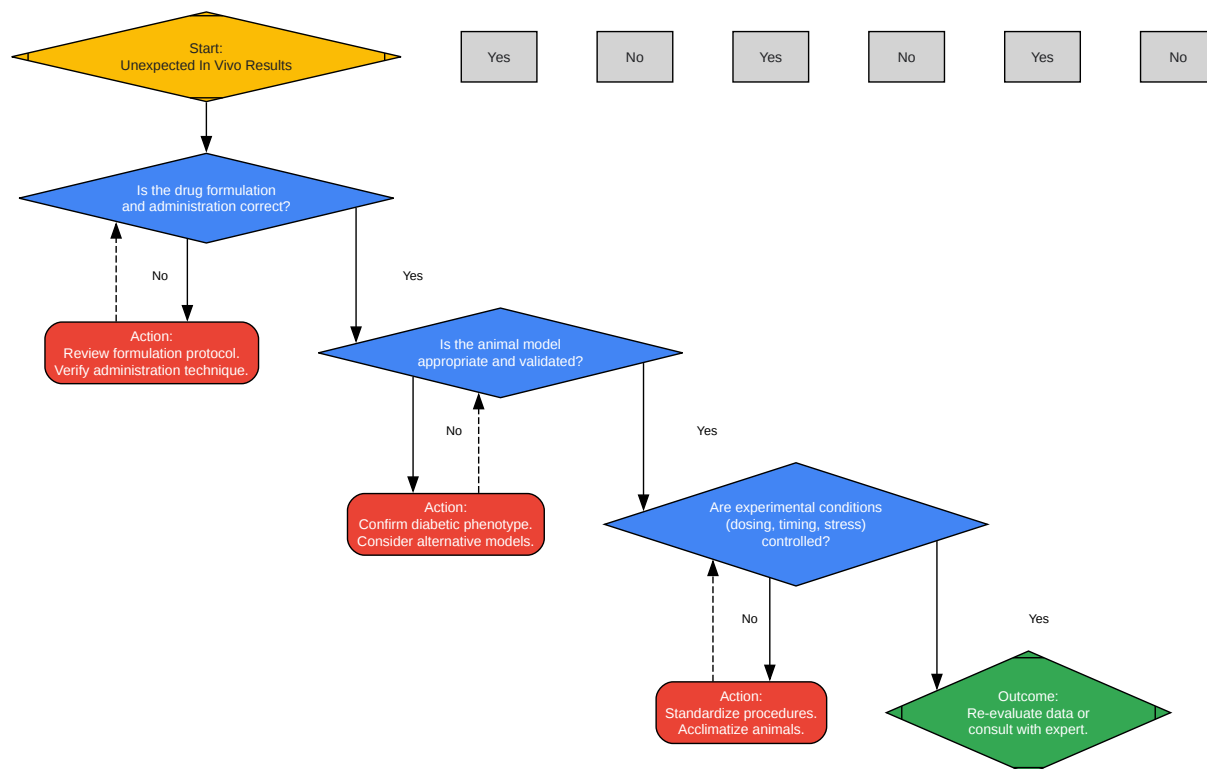 Start:
Unexpected In Vivo Results
Yes
No
Yes
No
Yes
No
Is the drug formulation
and administration correct?
No
Yes
Action:
Review formulation protocol.
Verify administration technique.
Is the animal model
appropriate and validated?
No
Yes
Action:
Confirm diabetic phenotype.
Consider alternative models.
Are experimental conditions
(dosing, timing, stress)
controlled?
No
Yes
Action:
Standardize procedures.
Acclimatize animals.
Outcome:
Re-evaluate data or
consult with expert.